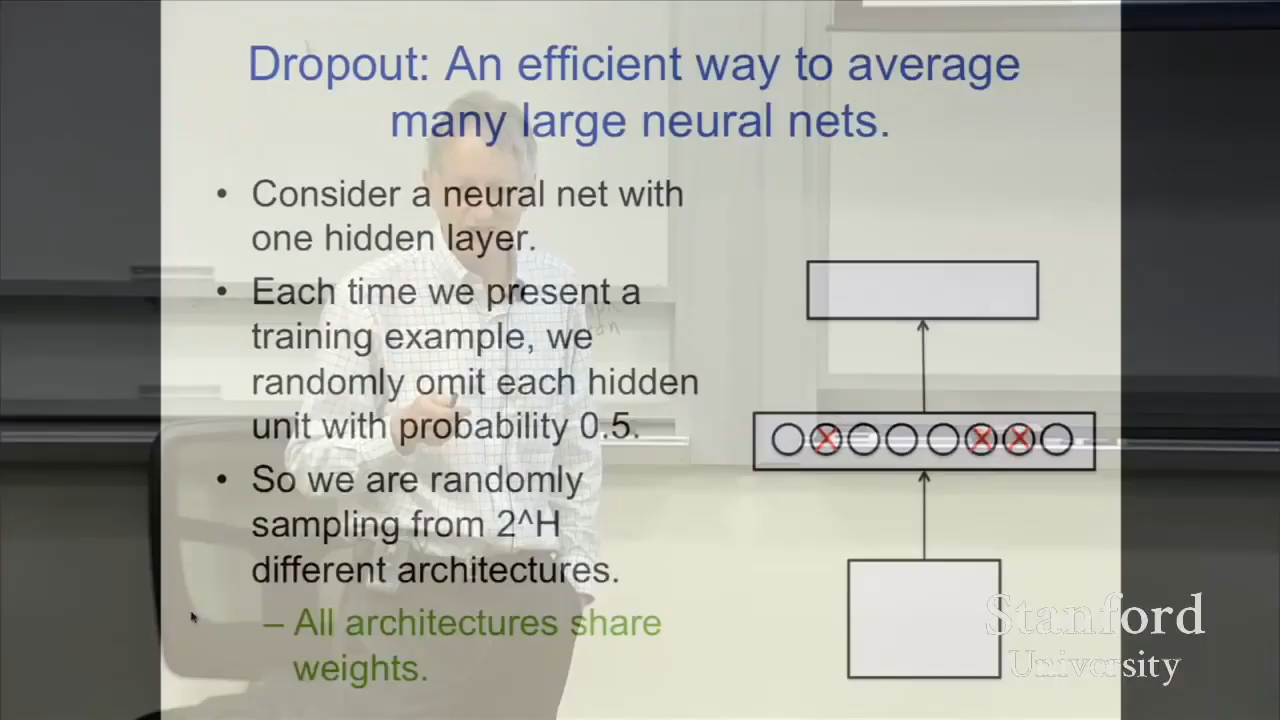 Dropout: An efficient way to average
many large neural nets.
• Consider a neural net with
one hidden layer.
• Each time we present a
training example, we
randomly omit each hidden
unit with probability 0.5.
• So we are randomly
sampling from 2^H
different architectures.
– All architectures share
weights.
Stanford
University